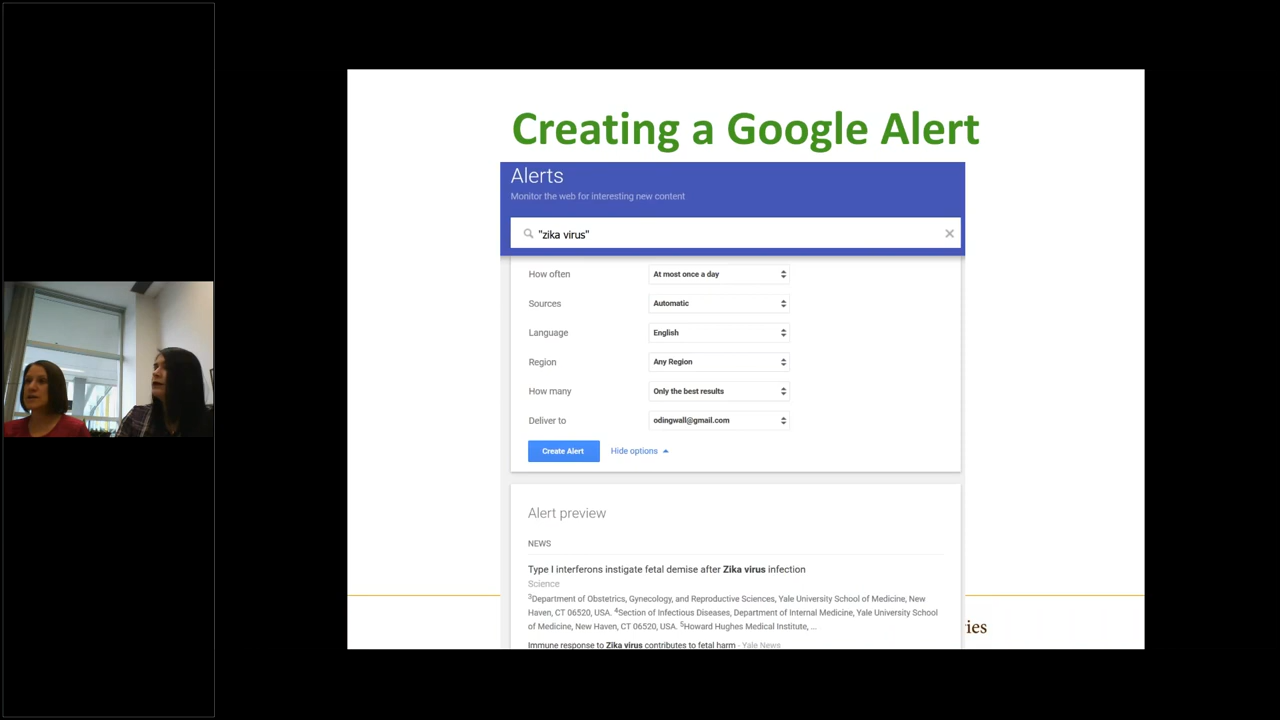 Creating a Google Alert
Alerts
Monitor the web for interesting new content
"zika virus"
How often At most once a day
Sources Automatic
Language English
Region Any Region
How many Only the best results
Deliver to odingwall@gmail.com
Create Alert Hide options
Alert preview
NEWS
Type I interferons instigate fetal demise after Zika virus infection
Science
³Department of Obstetrics, Gynecology, and Reproductive Sciences, Yale University School of Medicine, New
Haven, CT 06520, USA. ⁴Section of Infectious Diseases, Department of Internal Medicine, Yale University School
of Medicine, New Haven, CT 06520, USA. ⁵Howard Hughes Medical Institute, ...
ies
Immune response to Zika virus contributes to fetal harm - Yale News